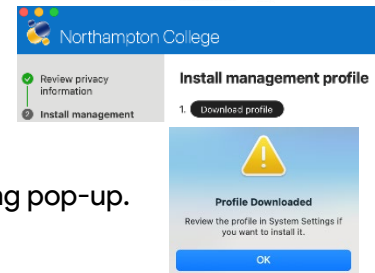 Northampton College
Review privacy
information
2 Install management
Install management profile
1. Download profile
ng pop-up.
Profile Downloaded
Review the profile in System Settings if
you want to install it.
OK